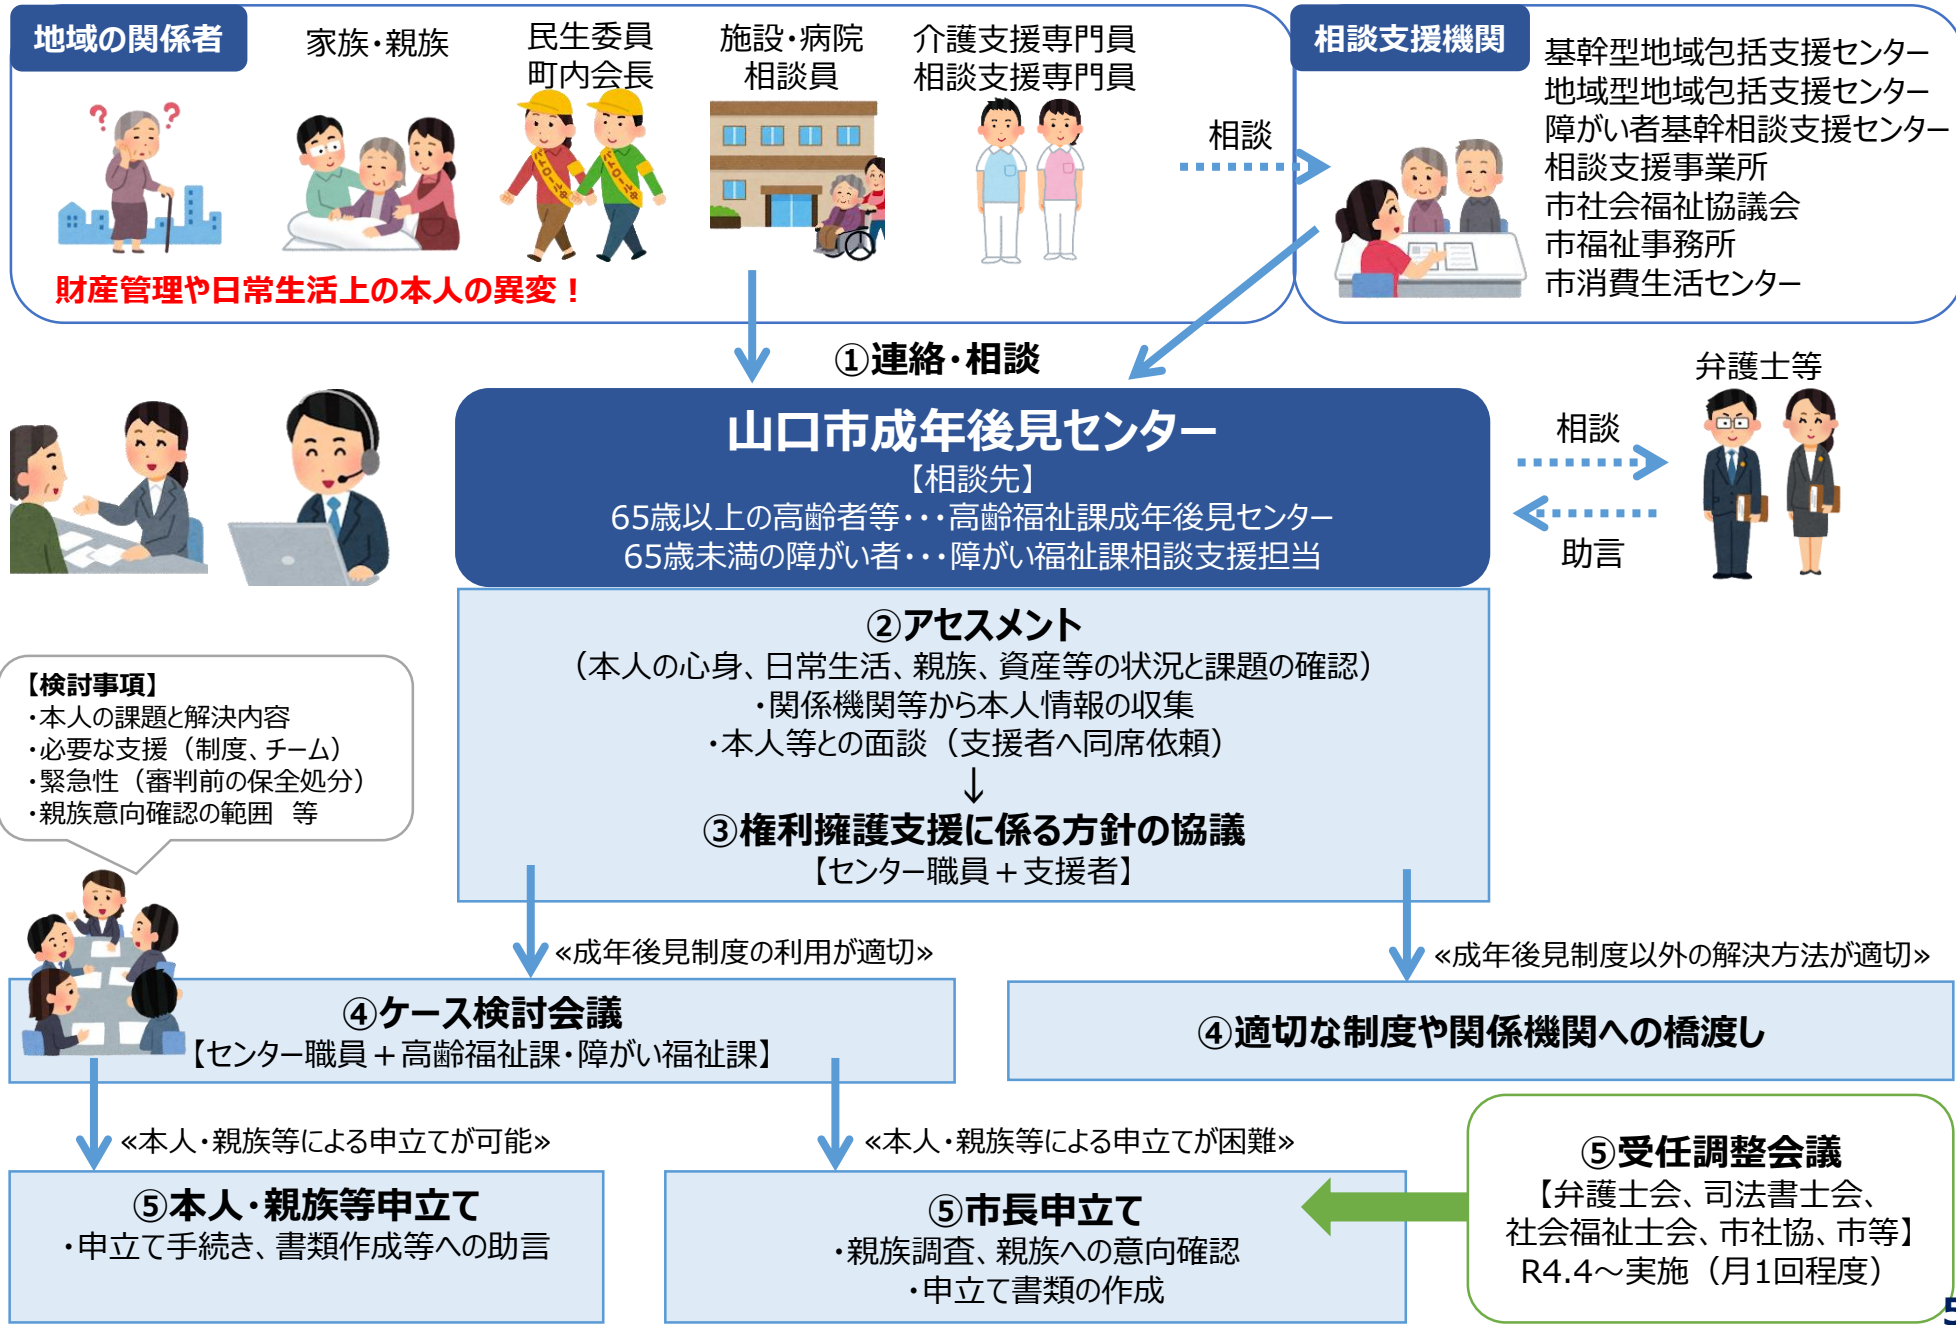 地域の関係者
家族・親族
民生委員
町内会長
施設・病院
相談員
介護支援専門員
相談支援専門員
パトロール中
パトロール中
財産管理や日常生活上の本人の異変！
相談
相談支援機関
基幹型地域包括支援センター
地域型地域包括支援センター
障がい者基幹相談支援センター
相談支援事業所
市社会福祉協議会
市福祉事務所
市消費生活センター
①連絡・相談
山口市成年後見センター
【相談先】
65歳以上の高齢者等・・・高齢福祉課成年後見センター
65歳未満の障がい者・・・障がい福祉課相談支援担当
相談
助言
弁護士等
②アセスメント
（本人の心身、日常生活、親族、資産等の状況と課題の確認）
・関係機関等から本人情報の収集
・本人等との面談（支援者へ同席依頼）
↓
③権利擁護支援に係る方針の協議
【センター職員＋支援者】
【検討事項】
・本人の課題と解決内容
・必要な支援（制度、チーム）
・緊急性（審判前の保全処分）
・親族意向確認の範囲　等
«成年後見制度の利用が適切»
«成年後見制度以外の解決方法が適切»
④ケース検討会議
【センター職員＋高齢福祉課・障がい福祉課】
④適切な制度や関係機関への橋渡し
«本人・親族等による申立てが可能»
«本人・親族等による申立てが困難»
⑤本人・親族等申立て
・申立て手続き、書類作成等への助言
⑤市長申立て
・親族調査、親族への意向確認
・申立て書類の作成
⑤受任調整会議
【弁護士会、司法書士会、
社会福祉士会、市社協、市等】
R4.4～実施（月1回程度）
5